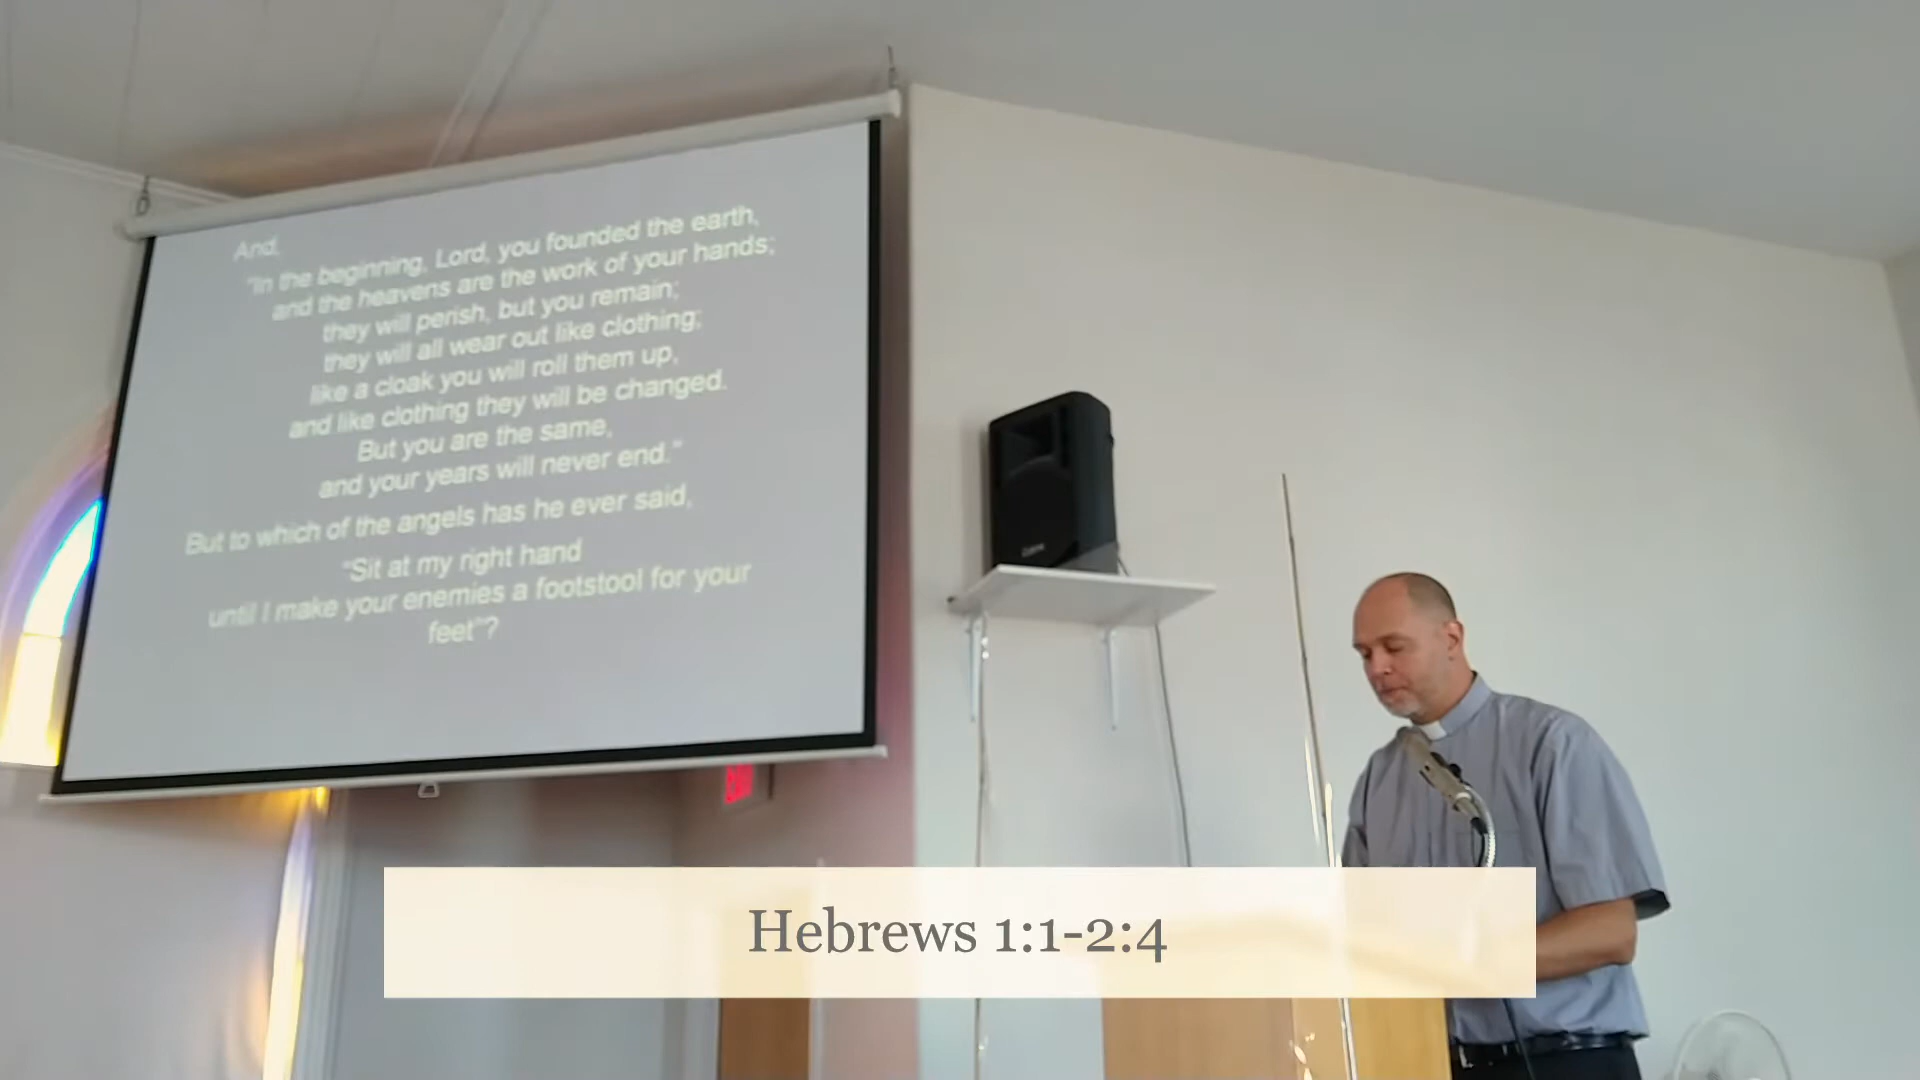 And,
"In the beginning, Lord, you founded the earth,
and the heavens are the work of your hands;
they will perish, but you remain;
they will all wear out like clothing;
like a cloak you will roll them up,
and like clothing they will be changed.
But you are the same,
and your years will never end."
But to which of the angels has he ever said,
"Sit at my right hand
until I make your enemies a footstool for your
feet"?
Hebrews 1:1-2:4